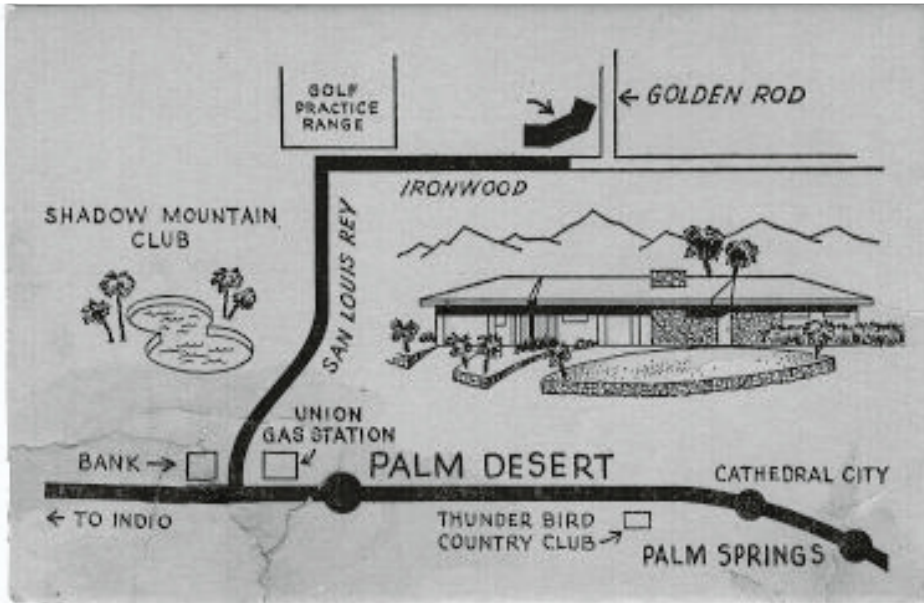 GOLF
PRACTICE
RANGE
← GOLDEN ROD
IRONWOOD
SHADOW MOUNTAIN
CLUB
SAN LOUIS REY
UNION
GAS STATION
BANK →
PALM DESERT
CATHEDRAL CITY
← TO INDIO
THUNDER BIRD
COUNTRY CLUB →
PALM SPRINGS